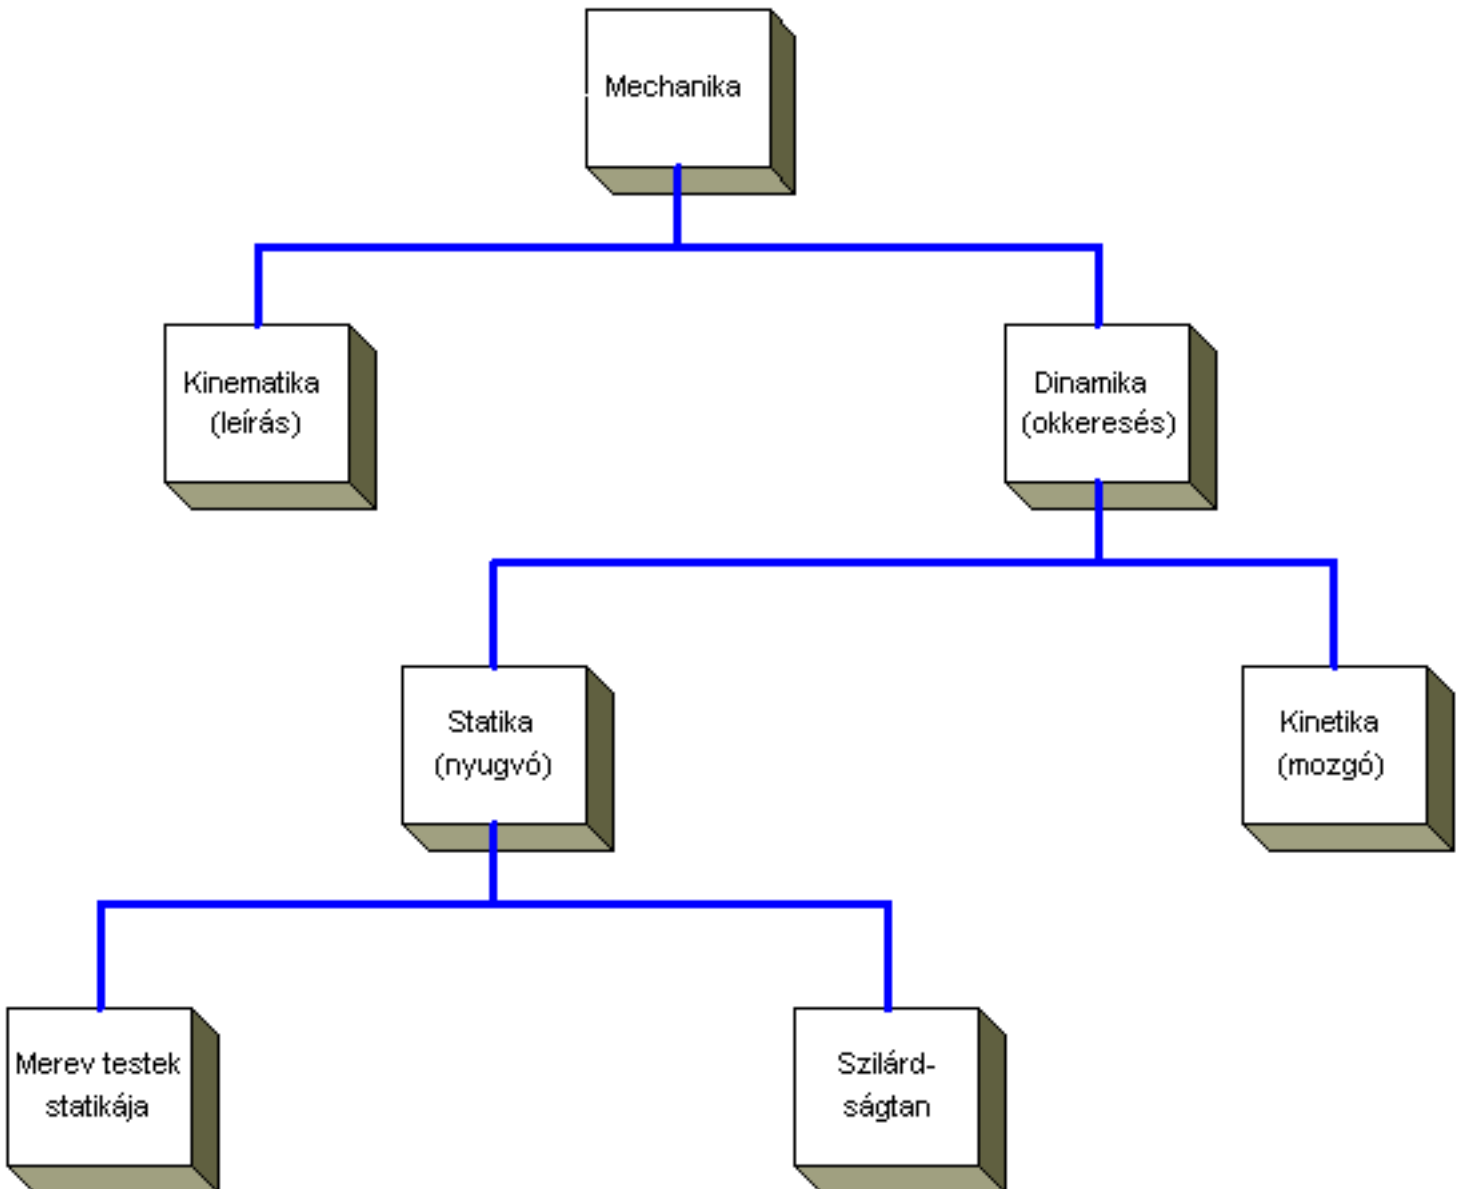 Mechanika
Kinematika
(leírás)
Dinamika
(okkeresés)
Statika
(nyugvó)
Kinetika
(mozgó)
Merev testek
statikája
Szilárd-
ságtan